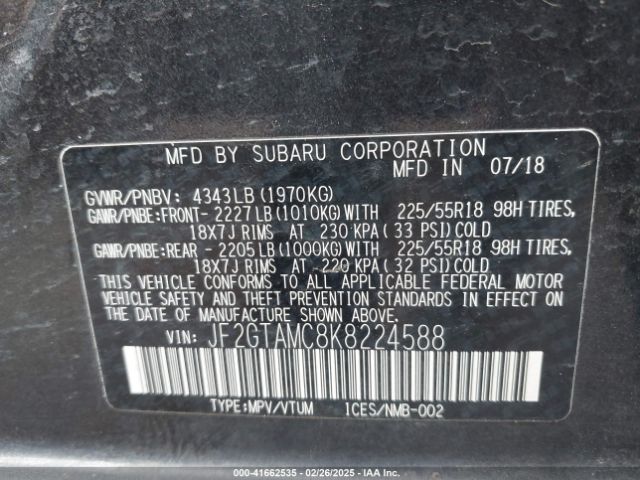 MFD BY SUBARU CORPORATION
MFD IN 07/18
GVWR/PNBV: 4343LB(1970KG)
GAWR/PNBE:FRONT- 2227LB(1010KG)WITH 225/55R18 98H TIRES,
18X7J RIMS AT 230 KPA( 33 PSI)COLD
GAWR/PNBE:REAR - 2205LB(1000KG)WITH 225/55R18 98H TIRES,
18X7J RIMS AT 220 KPA( 32 PSI)COLD
THIS VEHICLE CONFORMS TO ALL APPLICABLE FEDERAL MOTOR
VEHICLE SAFETY AND THEFT PREVENTION STANDARDS IN EFFECT ON
THE DATE OF MANUFACTURE SHOWN ABOVE.
VIN: JF2GTAMC8K8224588
TYPE:MPV/VTUM ICES/NMB-002
000-41662535 - 02/26/2025 - IAAI.com